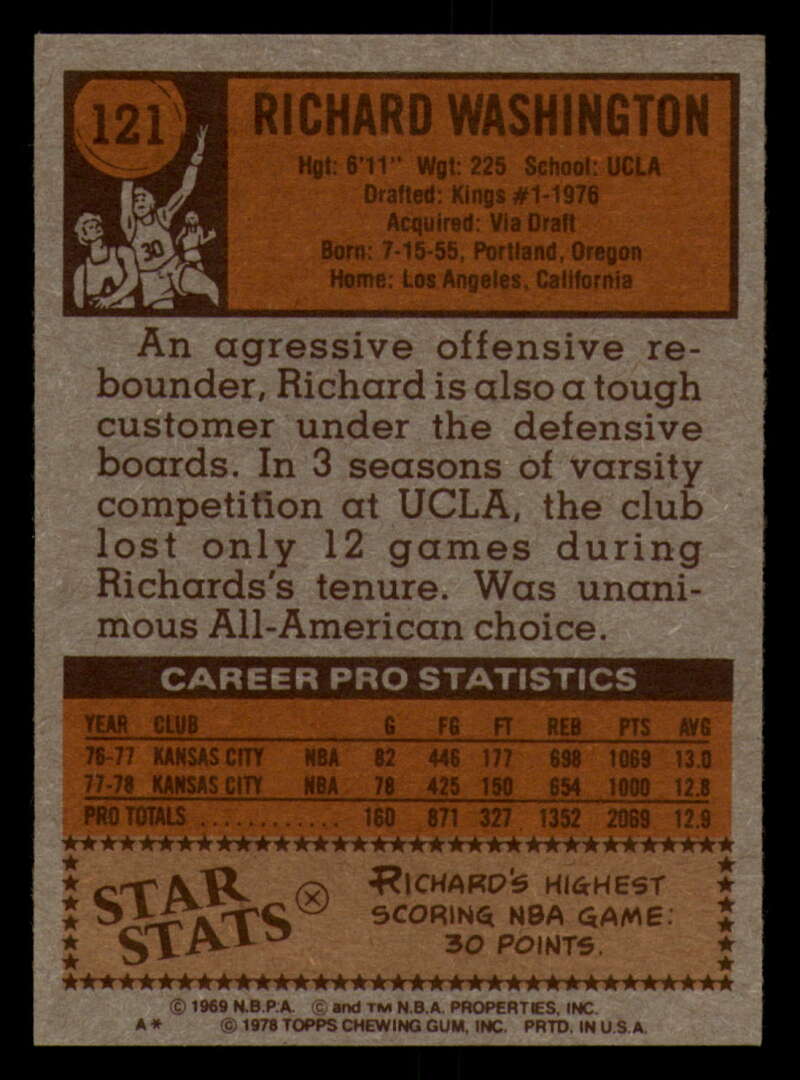 121
RICHARD WASHINGTON
Hgt: 6'11" Wgt: 225 School: UCLA
Drafted: Kings #1-1976
Acquired: Via Draft
Born: 7-15-55, Portland, Oregon
Home: Los Angeles, California
30
An agressive offensive re-
bounder, Richard is also a tough
customer under the defensive
boards. In 3 seasons of varsity
competition at UCLA, the club
lost only 12 games during
Richards's tenure. Was unani-
mous All-American choice.
CAREER PRO STATISTICS
YEAR CLUB G FG FT REB PTS AVG
76-77 KANSAS CITY NBA 82 446 177 698 1069 13.0
77-78 KANSAS CITY NBA 78 425 150 654 1000 12.8
PRO TOTALS ............ 160 871 327 1352 2069 12.9
STAR
STATS
RICHARD'S HIGHEST
SCORING NBA GAME:
30 POINTS.
© 1969 N.B.P.A. © and TM N.B.A. PROPERTIES, INC.
A* © 1978 TOPPS CHEWING GUM, INC. PRTD. IN U.S.A.